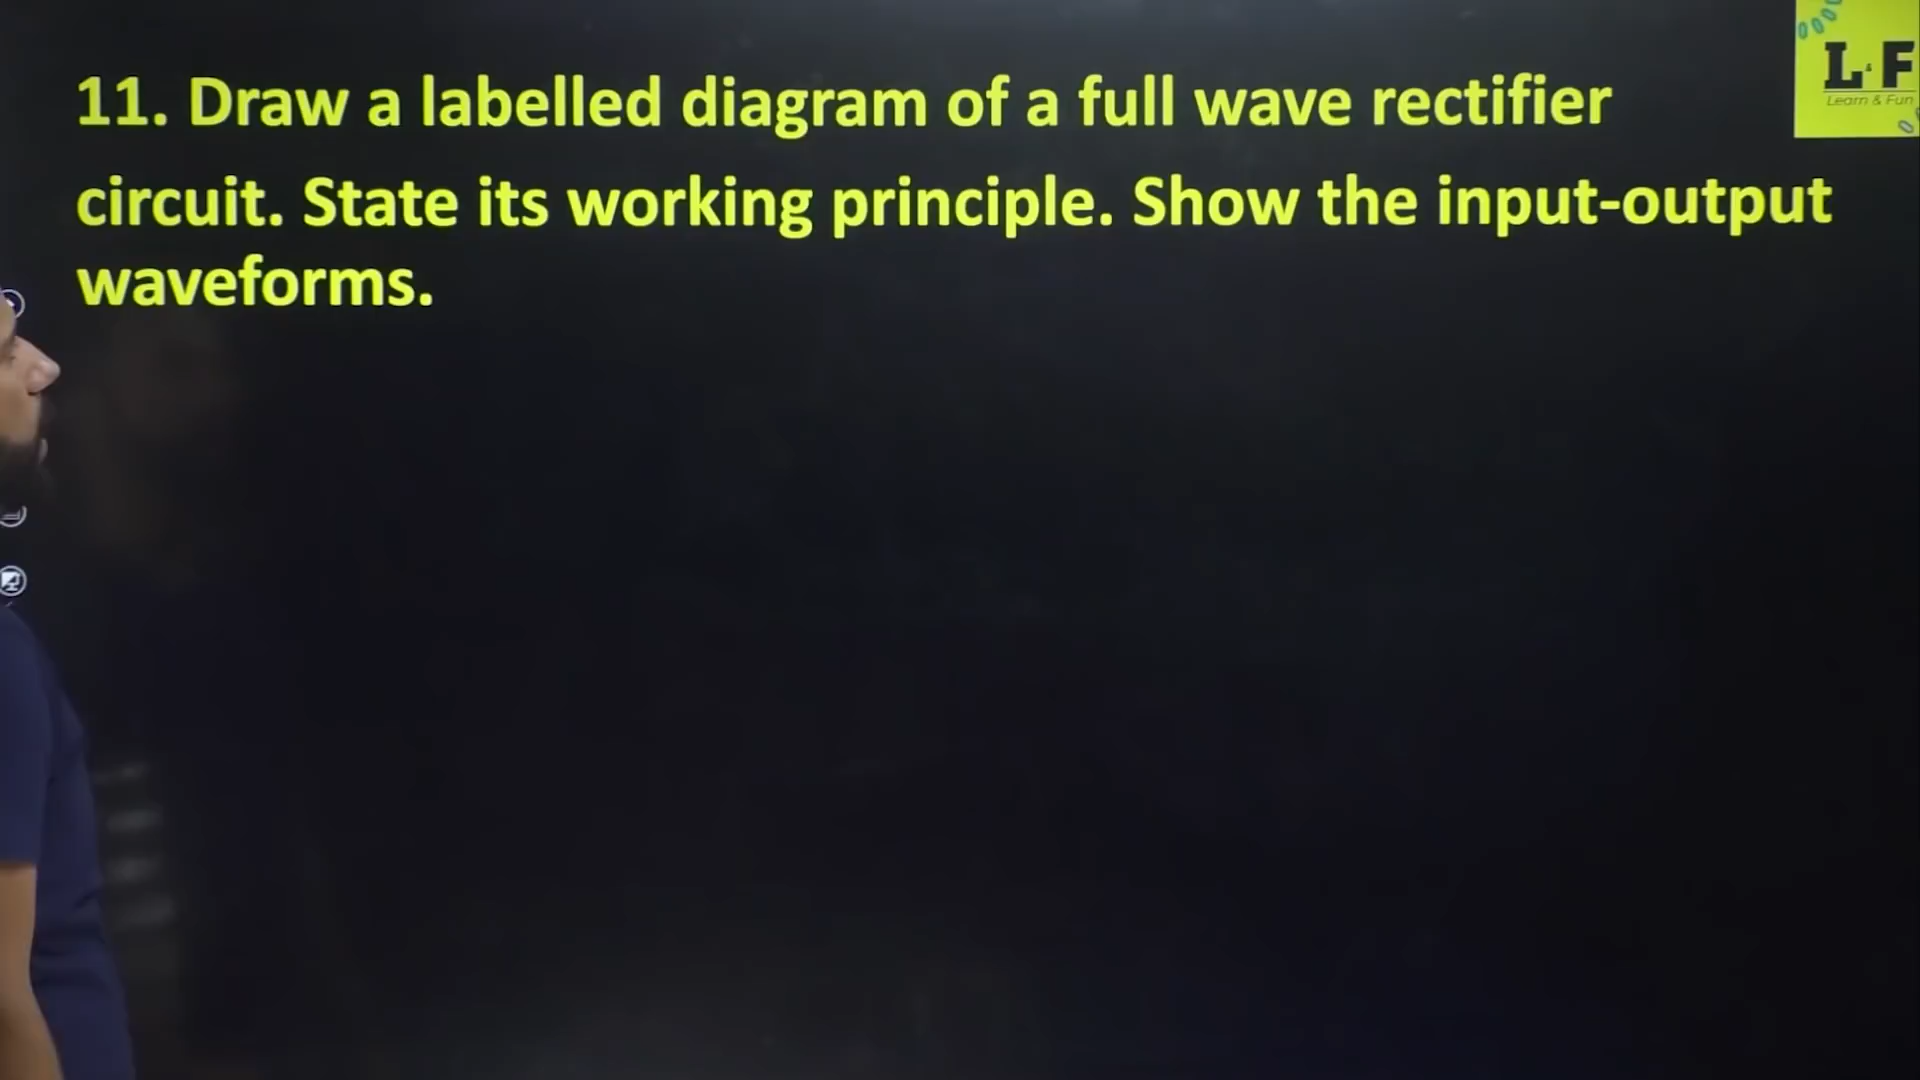 11. Draw a labelled diagram of a full wave rectifier
circuit. State its working principle. Show the input-output
waveforms.
L&F
Learn & Fun